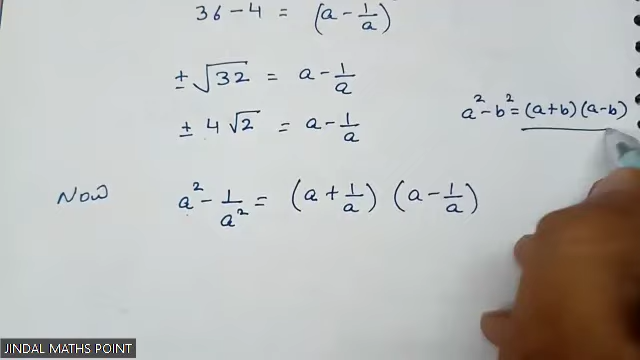 36 - 4 = (a - 1/a)
± √32 = a - 1/a
± 4√2 = a - 1/a
a² - b² = (a+b)(a-b)
Now a² - 1/a² = (a + 1/a) (a - 1/a)
JINDAL MATHS POINT